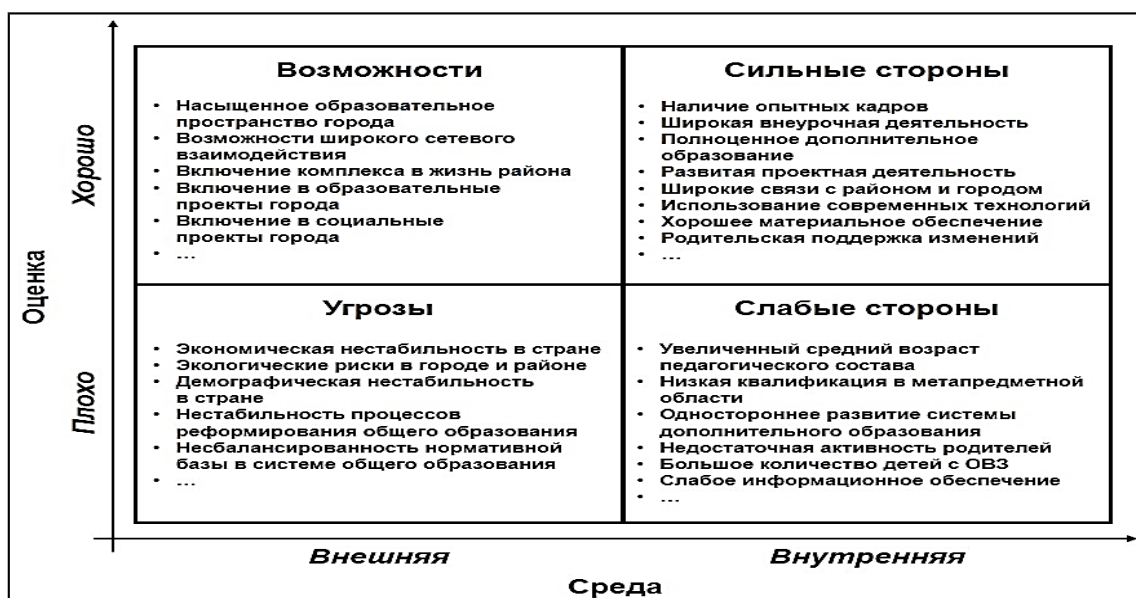 Оценка
Хорошо
Возможности
• Насыщенное образовательное
пространство города
• Возможности широкого сетевого
взаимодействия
• Включение комплекса в жизнь района
• Включение в образовательные
проекты города
• Включение в социальные
проекты города
• ...
Сильные стороны
• Наличие опытных кадров
• Широкая внеурочная деятельность
• Полноценное дополнительное
образование
• Развитая проектная деятельность
• Широкие связи с районом и городом
• Использование современных технологий
• Хорошее материальное обеспечение
• Родительская поддержка изменений
• ...
Плохо
Угрозы
• Экономическая нестабильность в стране
• Экологические риски в городе и районе
• Демографическая нестабильность
в стране
• Нестабильность процессов
реформирования общего образования
• Несбалансированность нормативной
базы в системе общего образования
• ...
Слабые стороны
• Увеличенный средний возраст
педагогического состава
• Низкая квалификация в метапредметной
области
• Одностороннее развитие системы
дополнительного образования
• Недостаточная активность родителей
• Большое количество детей с ОВЗ
• Слабое информационное обеспечение
• ...
Внешняя
Внутренняя
Среда